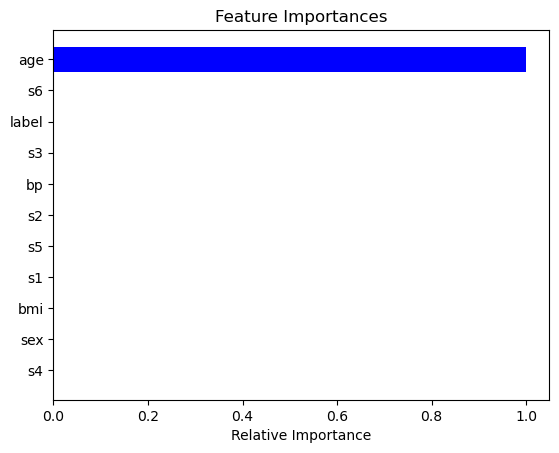 Feature Importances
age
s6
label
s3
bp
s2
s5
s1
bmi
sex
s4
0.0 0.2 0.4 0.6 0.8 1.0
Relative Importance